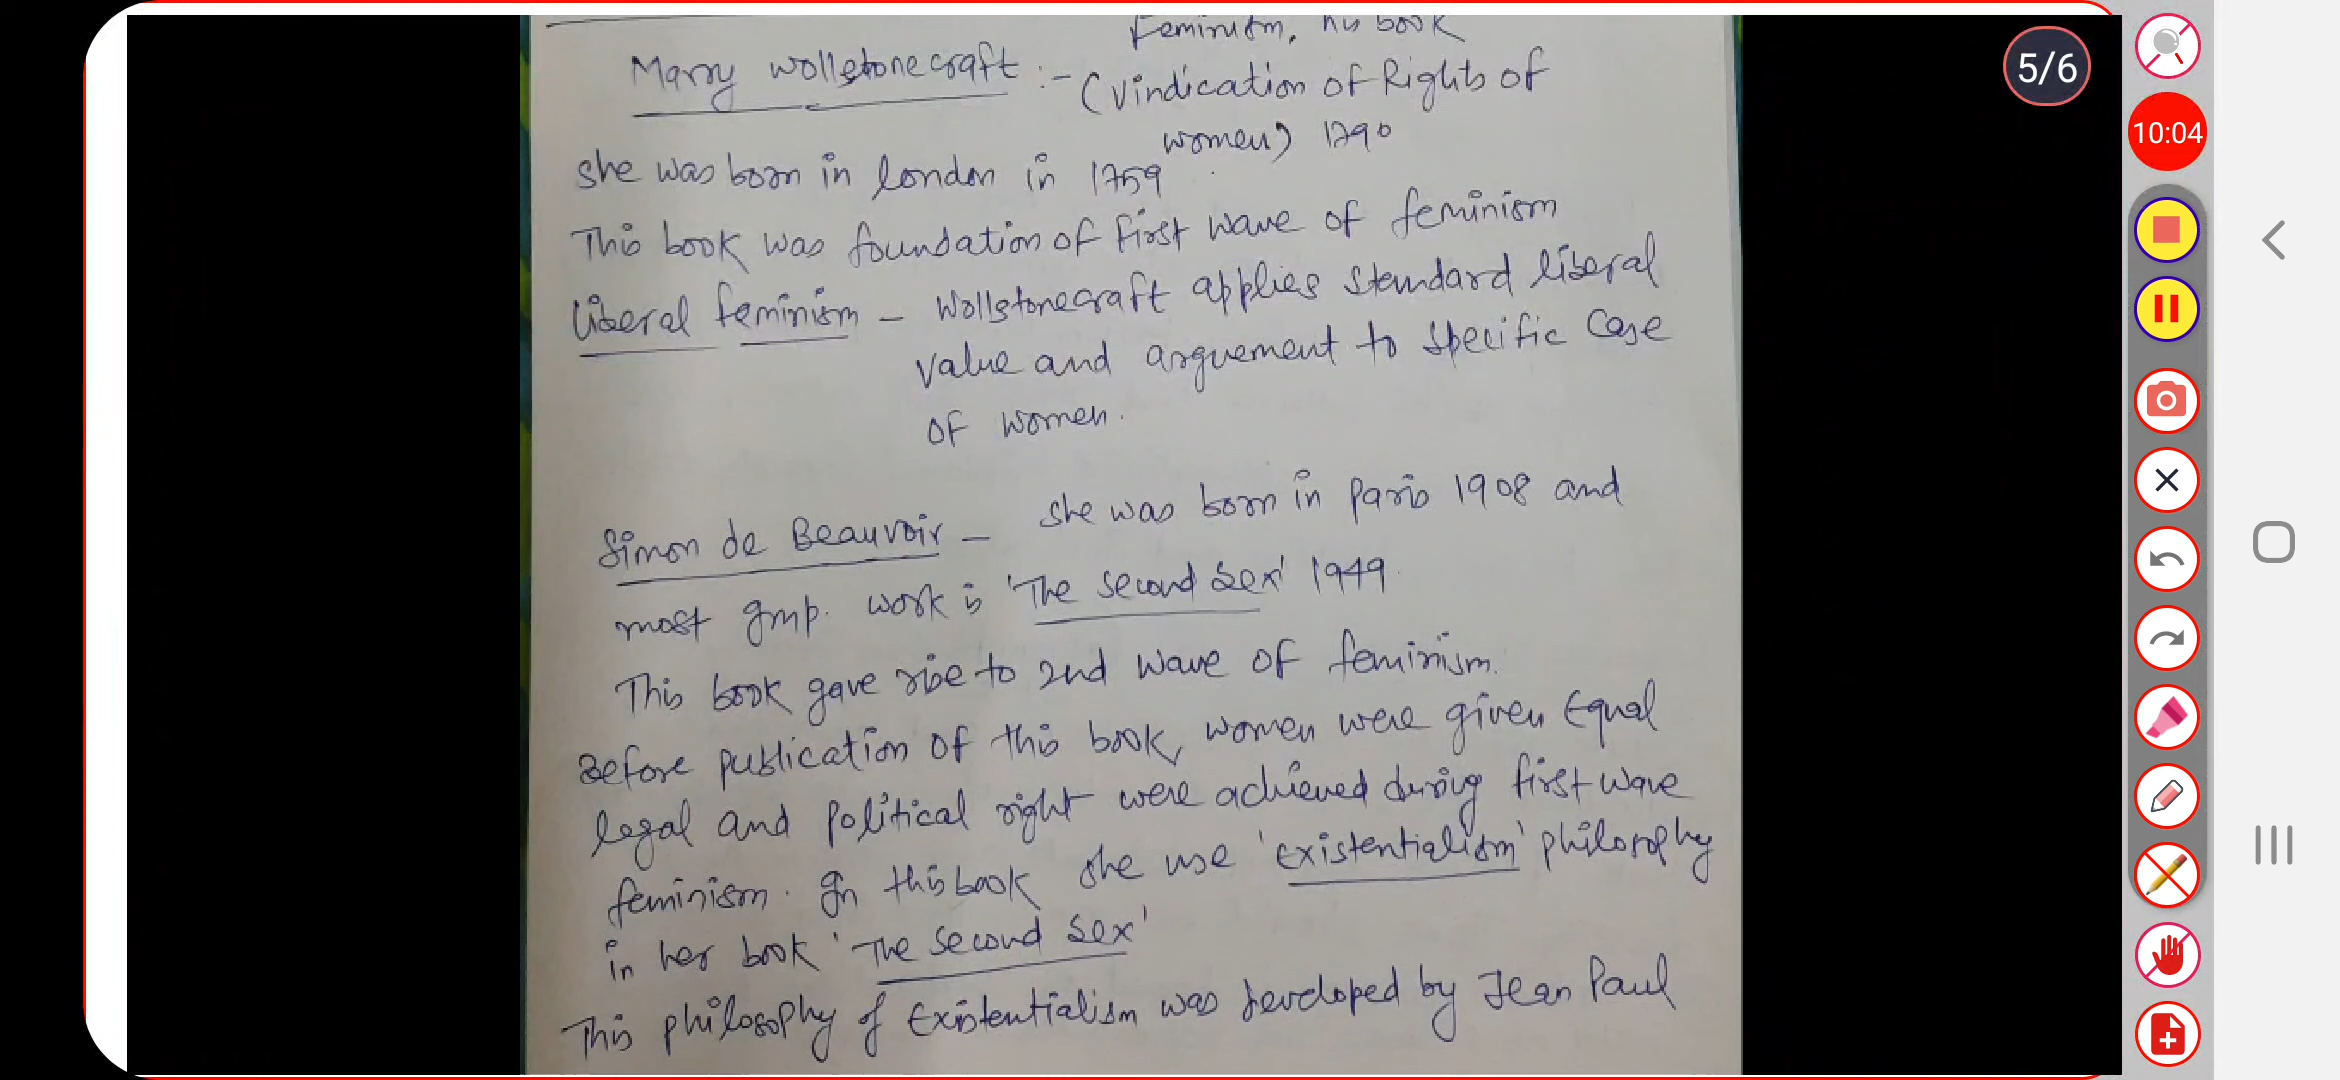 Feminism, his book
Marry wollstonecraft :- (Vindication of Rights of
women) 1790
she was born in london in 1759
This book was foundation of first wave of feminism
liberal feminism - Wollstonecraft applies standard liberal
value and arguement to specific case
of women.
Simon de Beauvoir - she was born in paris 1908 and
most Imp. work is 'The second sex' 1949
This book gave rise to 2nd wave of feminism.
Before publication of this book, women were given Equal
legal and political right were achieved during first wave
feminism. In this book she use 'existentialism' philosophy
in her book 'The second sex'
This philosophy of Existentialism was developed by Jean Paul
5/6
10:04